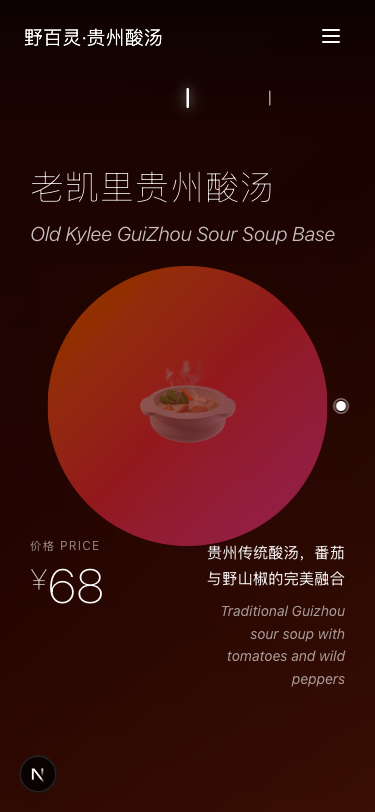 野百灵·贵州酸汤
老凯里贵州酸汤
Old Kylee GuiZhou Sour Soup Base
价格 PRICE
¥68
贵州传统酸汤，番茄
与野山椒的完美融合
Traditional Guizhou
sour soup with
tomatoes and wild
peppers
N